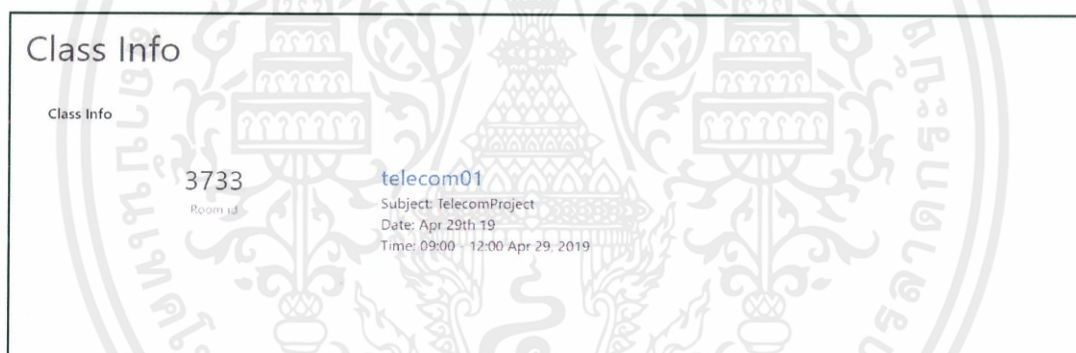 Class Info
Class Info
3733
Room id
telecom01
Subject: TelecomProject
Date: Apr 29th 19
Time: 09:00 - 12:00 Apr 29, 2019